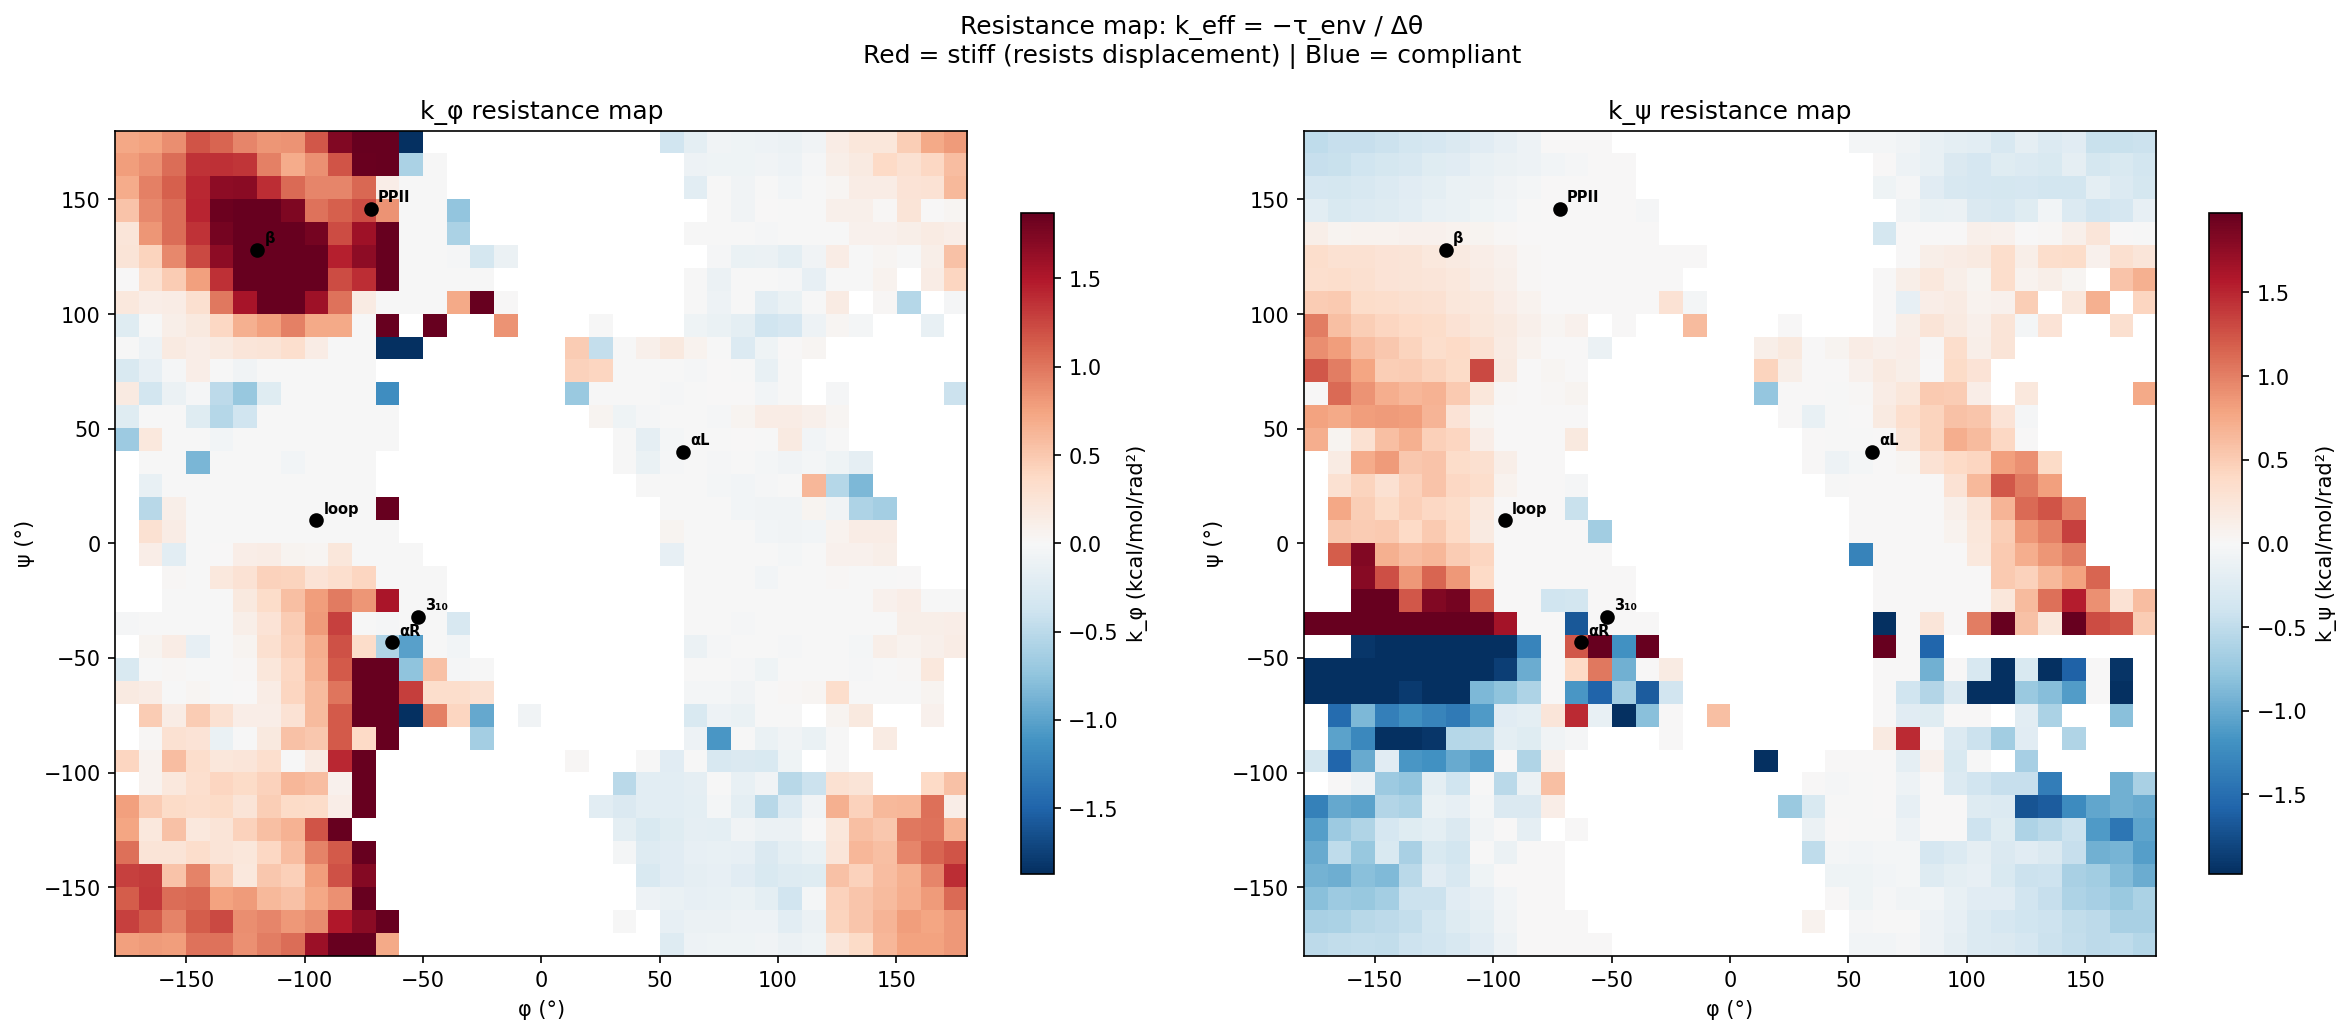 Resistance map: k_eff = −τ_env / Δθ
Red = stiff (resists displacement) | Blue = compliant
k_φ resistance map
150
100
50
0
−50
−100
−150
ψ (°)
−150
−100
−50
0
50
100
150
φ (°)
PPII
β
αL
loop
3₁₀
αR
1.5
1.0
0.5
0.0
−0.5
−1.0
−1.5
k_φ (kcal/mol/rad²)
k_ψ resistance map
150
100
50
0
−50
−100
−150
ψ (°)
−150
−100
−50
0
50
100
150
φ (°)
PPII
β
αL
loop
3₁₀
αR
1.5
1.0
0.5
0.0
−0.5
−1.0
−1.5
k_ψ (kcal/mol/rad²)